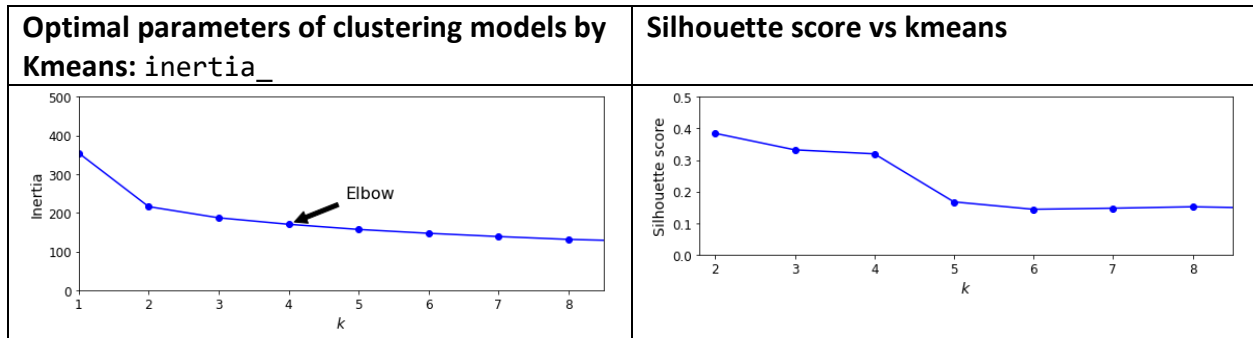 Optimal parameters of clustering models by
Kmeans: inertia_
Silhouette score vs kmeans
500
400
300
200
100
0
Inertia
Elbow
1 2 3 4 5 6 7 8
k
0.5
0.4
0.3
0.2
0.1
0.0
Silhouette score
2 3 4 5 6 7 8
k